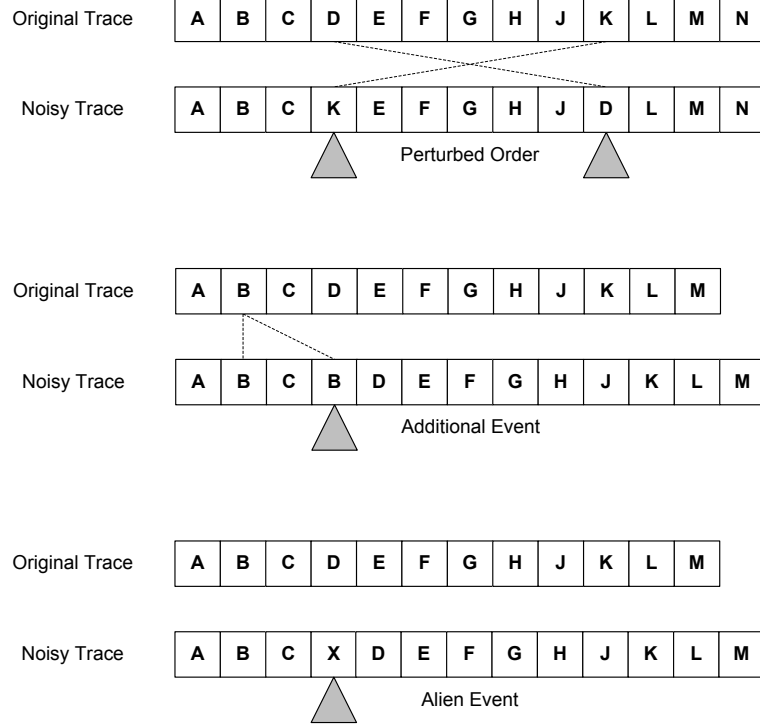 Original Trace A B C D E F G H J K L M N
Noisy Trace A B C K E F G H J D L M N
Perturbed Order
Original Trace A B C D E F G H J K L M
Noisy Trace A B C B D E F G H J K L M
Additional Event
Original Trace A B C D E F G H J K L M
Noisy Trace A B C X D E F G H J K L M
Alien Event